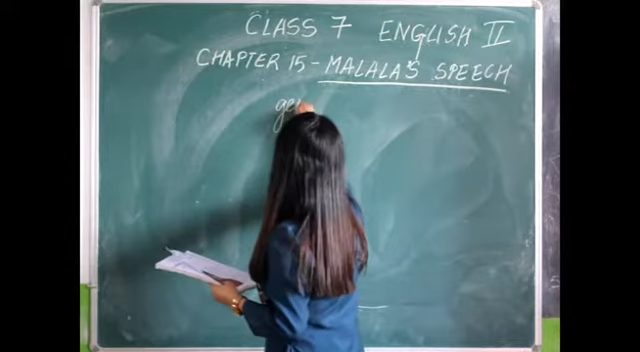 CLASS 7 ENGLISH II
CHAPTER 15 - MALALA'S SPEECH